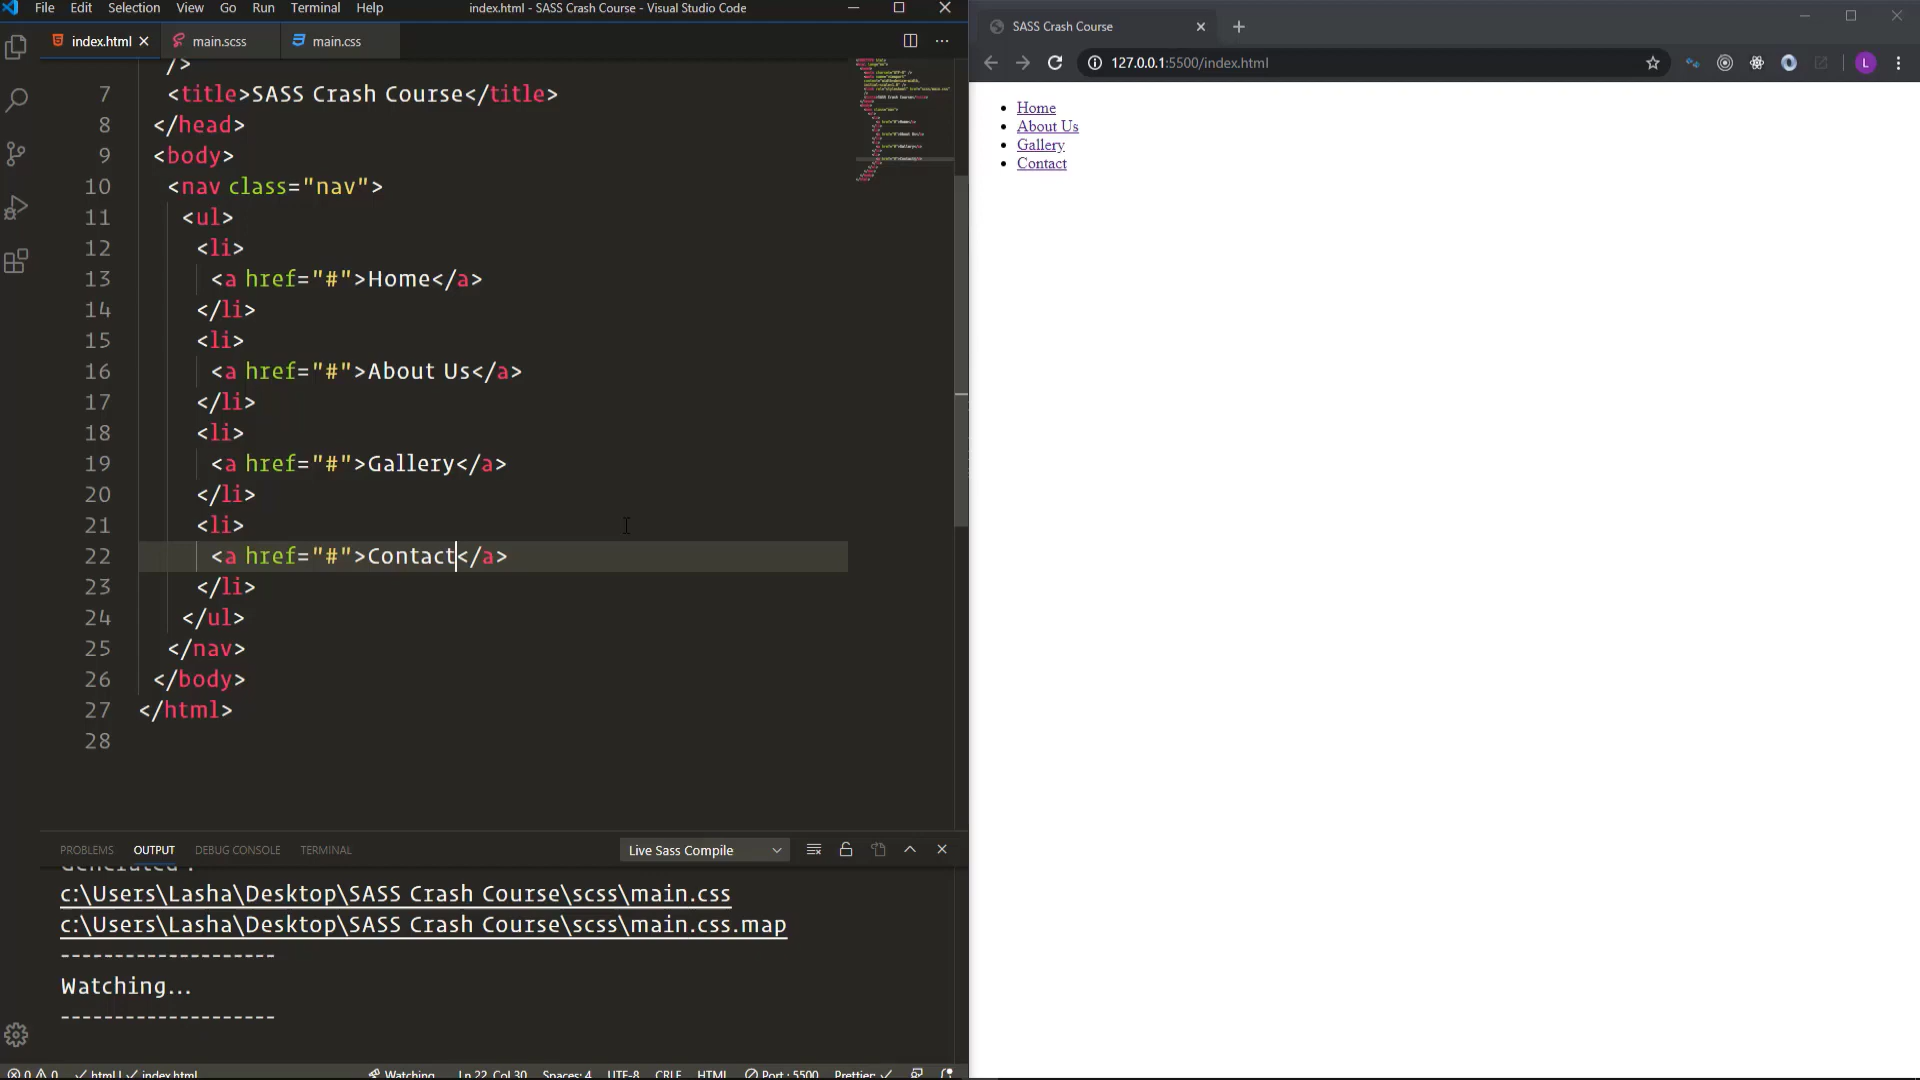 File Edit Selection View Go Run Terminal Help index.html - SASS Crash Course - Visual Studio Code
index.html main.scss main.css
/>
7 <title>SASS Crash Course</title>
8 </head>
9 <body>
10 <nav class="nav">
11 <ul>
12 <li>
13 <a href="#">Home</a>
14 </li>
15 <li>
16 <a href="#">About Us</a>
17 </li>
18 <li>
19 <a href="#">Gallery</a>
20 </li>
21 <li>
22 <a href="#">Contact</a>
23 </li>
24 </ul>
25 </nav>
26 </body>
27 </html>
28
PROBLEMS OUTPUT DEBUG CONSOLE TERMINAL Live Sass Compile
Generated :
c:\Users\Lasha\Desktop\SASS Crash Course\scss\main.css
c:\Users\Lasha\Desktop\SASS Crash Course\scss\main.css.map
--------------------
Watching...
--------------------
0 0 html | index.html Watching... Ln 22, Col 30 Spaces: 4 UTF-8 CRLF HTML Port : 5500 Prettier:
SASS Crash Course
127.0.0.1:5500/index.html L
Home
About Us
Gallery
Contact